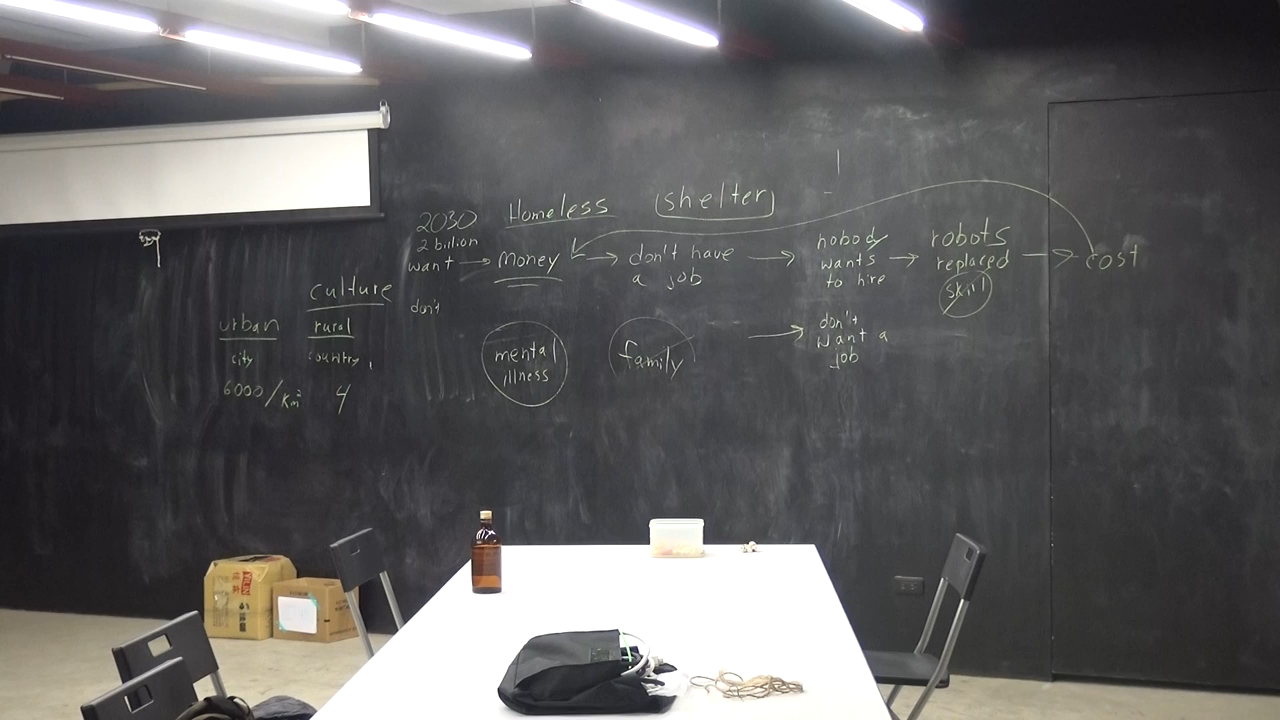 2030 Homeless shelter
2 billion
want → money → don't have
a job → nobody
wants
to hire → robots
replaced
skill → cost
don't
culture
urban rural
city country
6000/km² 4
mental
illness
family
→ don't
want a
job